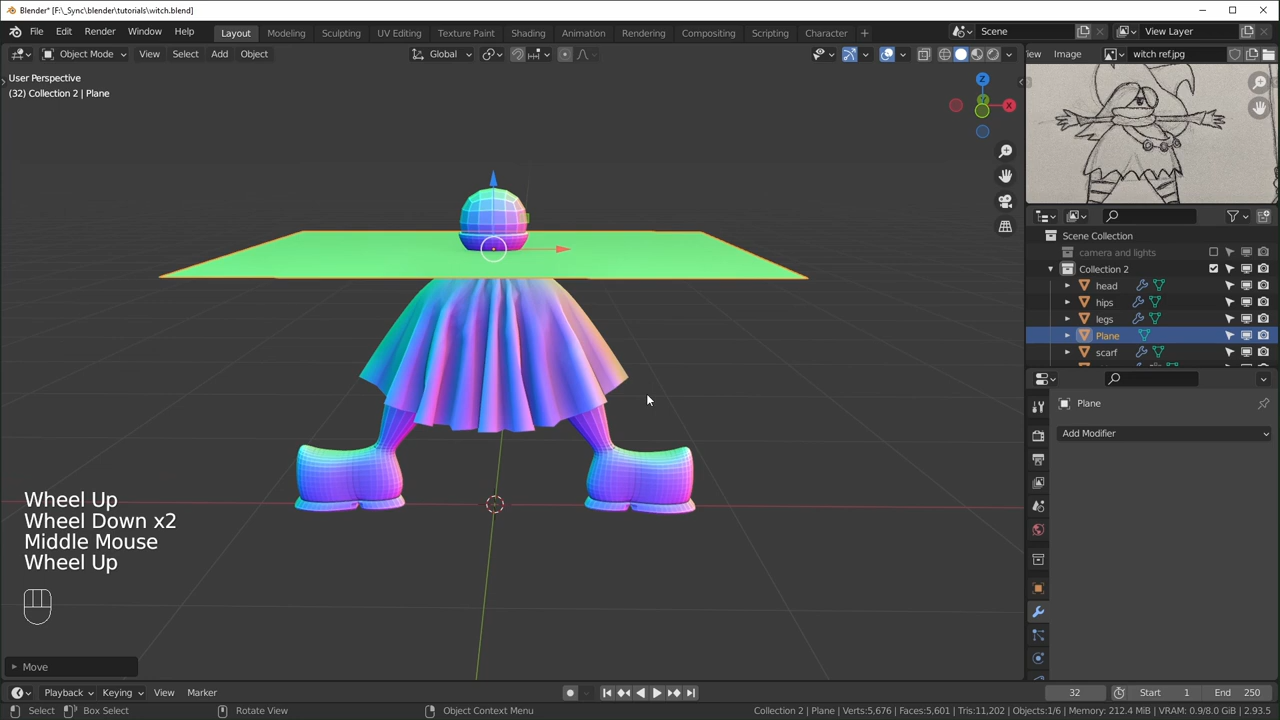 Blender* [F:\_Sync\blender\tutorials\witch.blend]
File Edit Render Window Help Layout Modeling Sculpting UV Editing Texture Paint Shading Animation Rendering Compositing Scripting Character + Scene View Layer
Object Mode View Select Add Object Global iew Image witch ref.jpg
User Perspective
(32) Collection 2 | Plane
Z
Y
X
Scene Collection
camera and lights
Collection 2
head
hips
legs
Plane
scarf
Plane
Add Modifier
Wheel Up
Wheel Down x2
Middle Mouse
Wheel Up
Move
Playback Keying View Marker 32 Start 1 End 250
Select Box Select Rotate View Object Context Menu Collection 2 | Plane | Verts:5,676 | Faces:5,601 | Tris:11,202 | Objects:1/6 | Memory: 212.4 MiB | VRAM: 0.9/8.0 GiB | 2.93.5